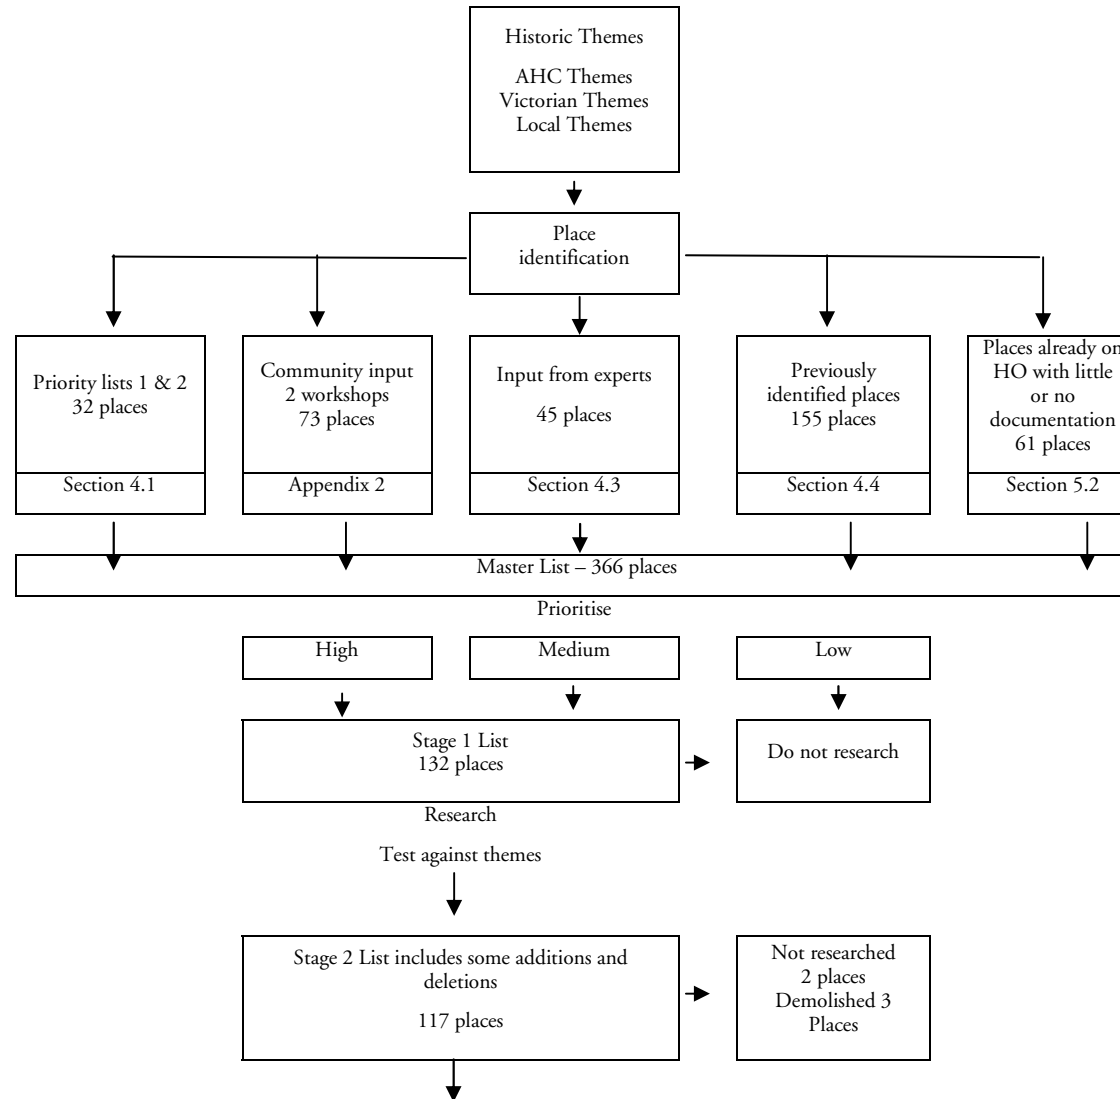 Historic Themes
AHC Themes
Victorian Themes
Local Themes
Place
identification
Priority lists 1 & 2
32 places
Section 4.1
Community input
2 workshops
73 places
Appendix 2
Input from experts
45 places
Section 4.3
Previously
identified places
155 places
Section 4.4
Places already on
HO with little
or no
documentation
61 places
Section 5.2
Master List – 366 places
Prioritise
High
Medium
Low
Stage 1 List
132 places
Do not research
Research
Test against themes
Stage 2 List includes some additions and
deletions
117 places
Not researched
2 places
Demolished 3
Places